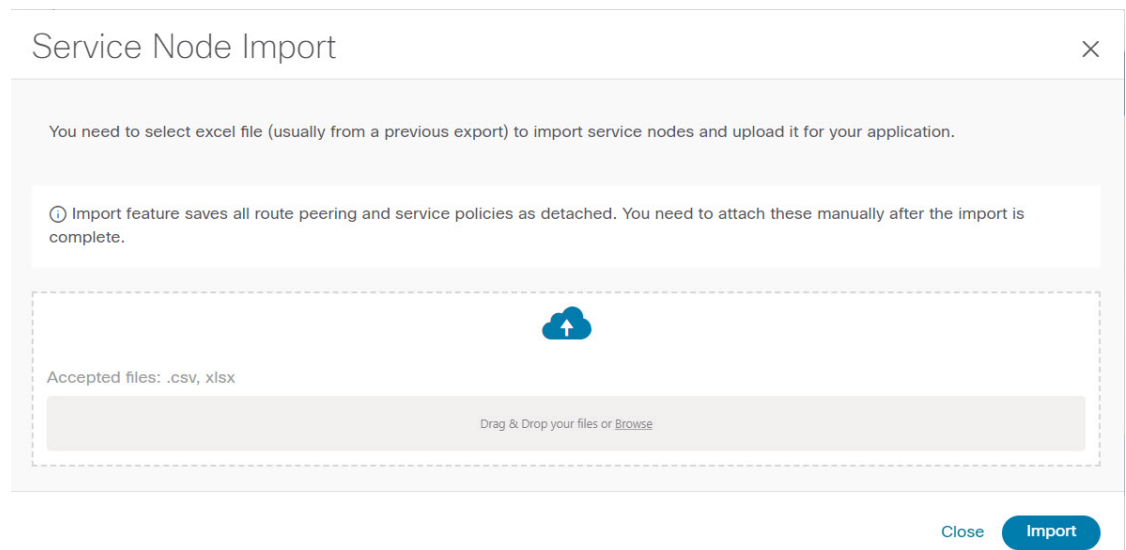 Service Node Import
You need to select excel file (usually from a previous export) to import service nodes and upload it for your application.
Import feature saves all route peering and service policies as detached. You need to attach these manually after the import is
complete.
Accepted files: .csv, xlsx
Drag & Drop your files or Browse
Close Import